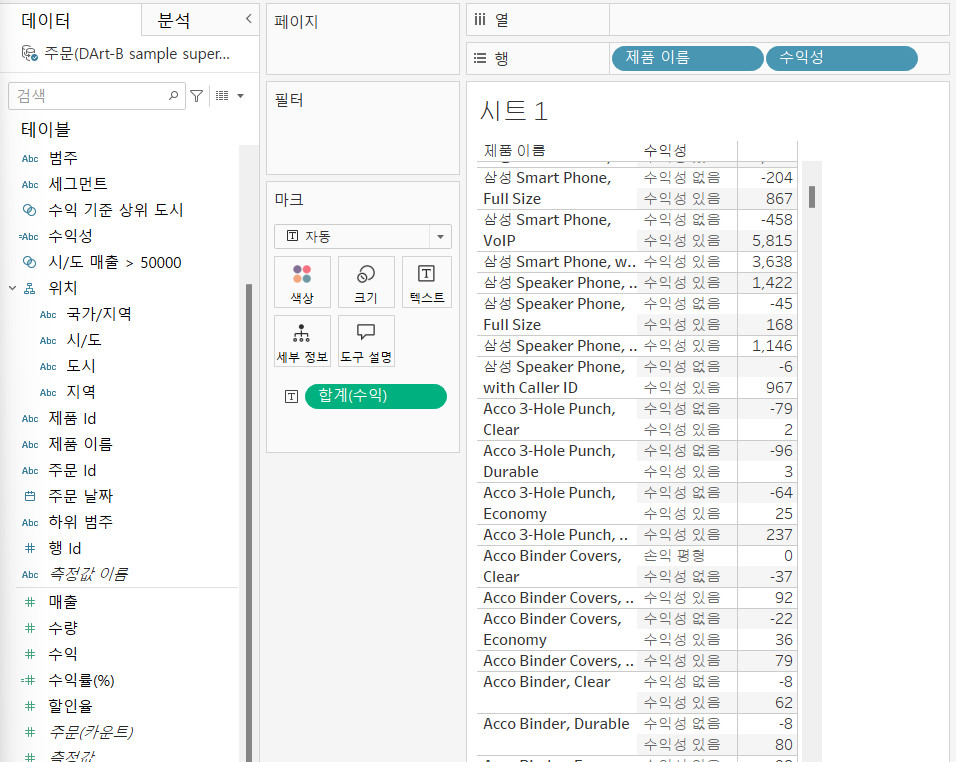 데이터
분석
주문(DArt-B sample super...
검색
테이블
Abc 범주
Abc 세그먼트
수익 기준 상위 도시
=Abc 수익성
시/도 매출 > 50000
위치
Abc 국가/지역
Abc 시/도
Abc 도시
Abc 지역
Abc 제품 Id
Abc 제품 이름
Abc 주문 Id
주문 날짜
Abc 하위 범주
# 행 Id
Abc 측정값 이름
# 매출
# 수량
# 수익
=# 수익률(%)
# 할인율
# 주문(카운트)
# 측정값
페이지
필터
마크
자동
색상
크기
텍스트
세부 정보
도구 설명
합계(수익)
열
행
제품 이름
수익성
시트 1
제품 이름 수익성
삼성 Smart Phone, 수익성 없음 -204
Full Size 수익성 있음 867
삼성 Smart Phone, 수익성 없음 -458
VoIP 수익성 있음 5,815
삼성 Smart Phone, w.. 수익성 있음 3,638
삼성 Speaker Phone, .. 수익성 있음 1,422
삼성 Speaker Phone, 수익성 없음 -45
Full Size 수익성 있음 168
삼성 Speaker Phone, .. 수익성 있음 1,146
삼성 Speaker Phone, 수익성 없음 -6
with Caller ID 수익성 있음 967
Acco 3-Hole Punch, 수익성 없음 -79
Clear 수익성 있음 2
Acco 3-Hole Punch, 수익성 없음 -96
Durable 수익성 있음 3
Acco 3-Hole Punch, 수익성 없음 -64
Economy 수익성 있음 25
Acco 3-Hole Punch, .. 수익성 있음 237
Acco Binder Covers, 손익 평형 0
Clear 수익성 없음 -37
Acco Binder Covers, .. 수익성 있음 92
Acco Binder Covers, 수익성 없음 -22
Economy 수익성 있음 36
Acco Binder Covers, .. 수익성 있음 79
Acco Binder, Clear 수익성 없음 -8
수익성 있음 62
Acco Binder, Durable 수익성 없음 -8
수익성 있음 80